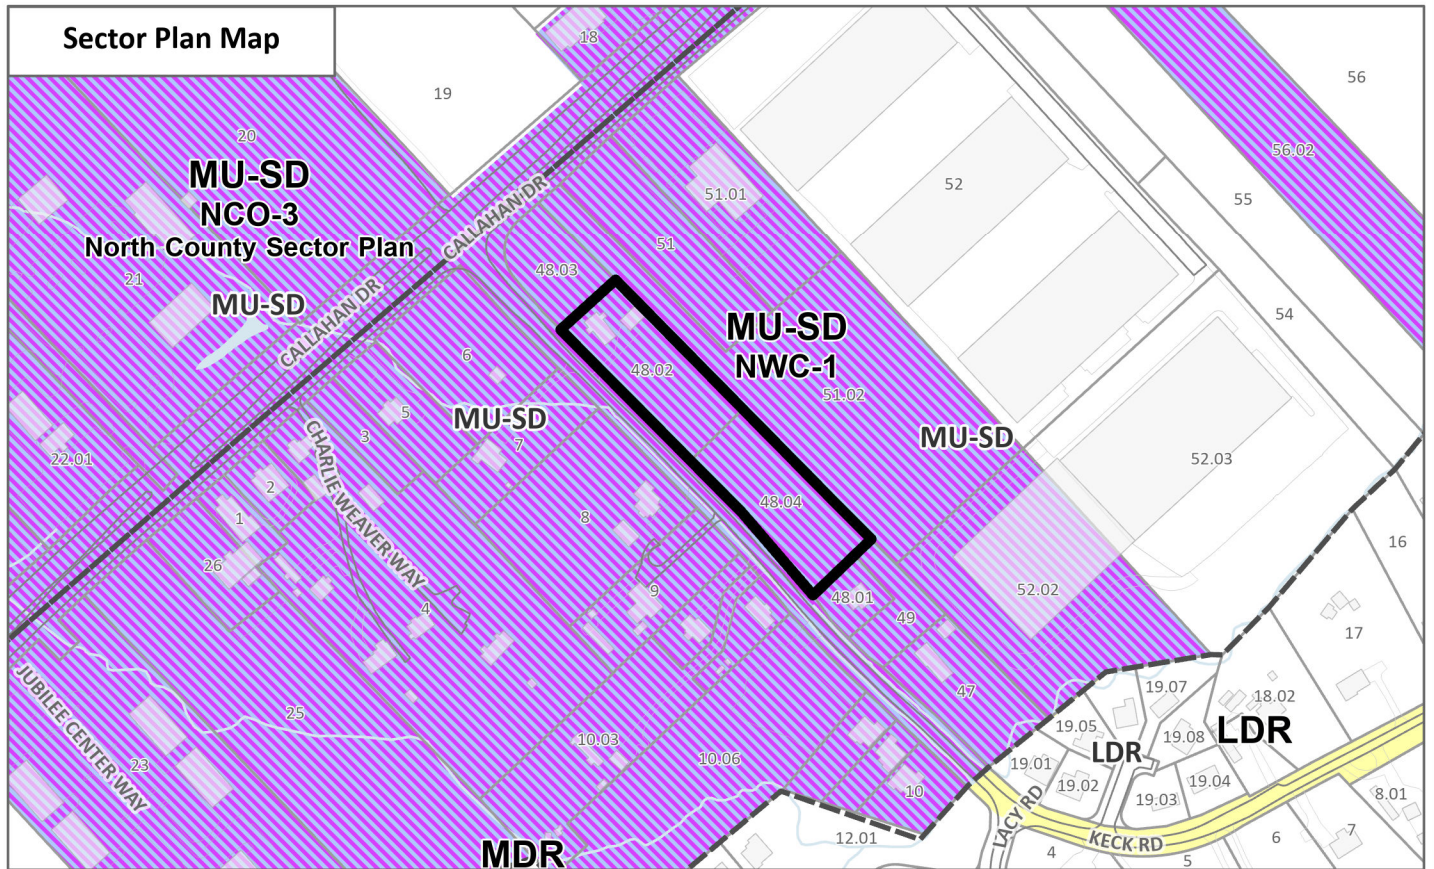 Sector Plan Map
18
19
56
20
56.02
MU-SD
NCO-3
North County Sector Plan
52
51.01
55
CALLAHAN DR
51
48.03
21
MU-SD
CALLAHAN DR
54
MU-SD
NWC-1
6
48.02
51.02
5
MU-SD
MU-SD
3
7
22.01
52.03
CHARLIE WEAVER WAY
2
1
8
48.04
16
26
9
52.02
48.01
4
49
17
JUBILEE CENTER WAY
47
19.07
18.02
25
19.05
LDR
19.08
10.03
LDR
10.06
19.01
23
19.02
19.04
10
19.03
8.01
LACY RD
12.01
KECK RD
6
7
MDR
4
5